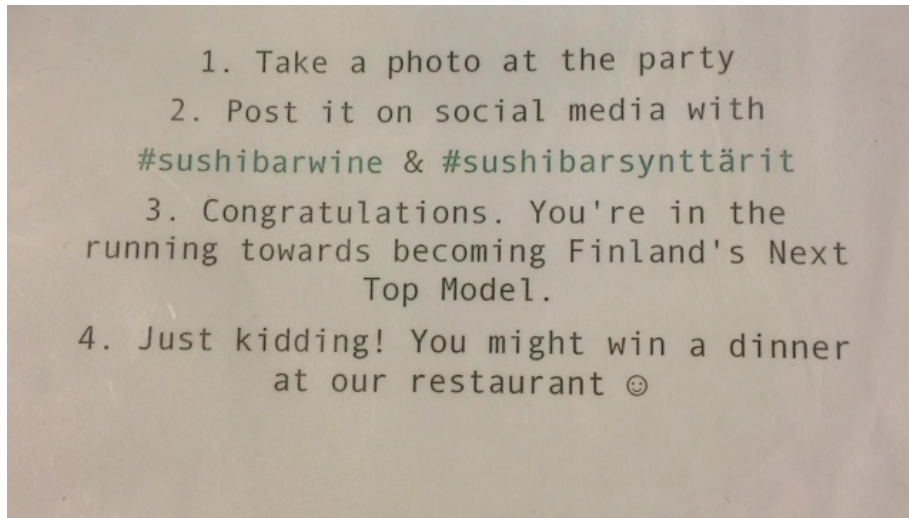 1. Take a photo at the party
2. Post it on social media with
#sushibarwine & #sushibarsynttärit
3. Congratulations. You're in the
running towards becoming Finland's Next
Top Model.
4. Just kidding! You might win a dinner
at our restaurant ☺